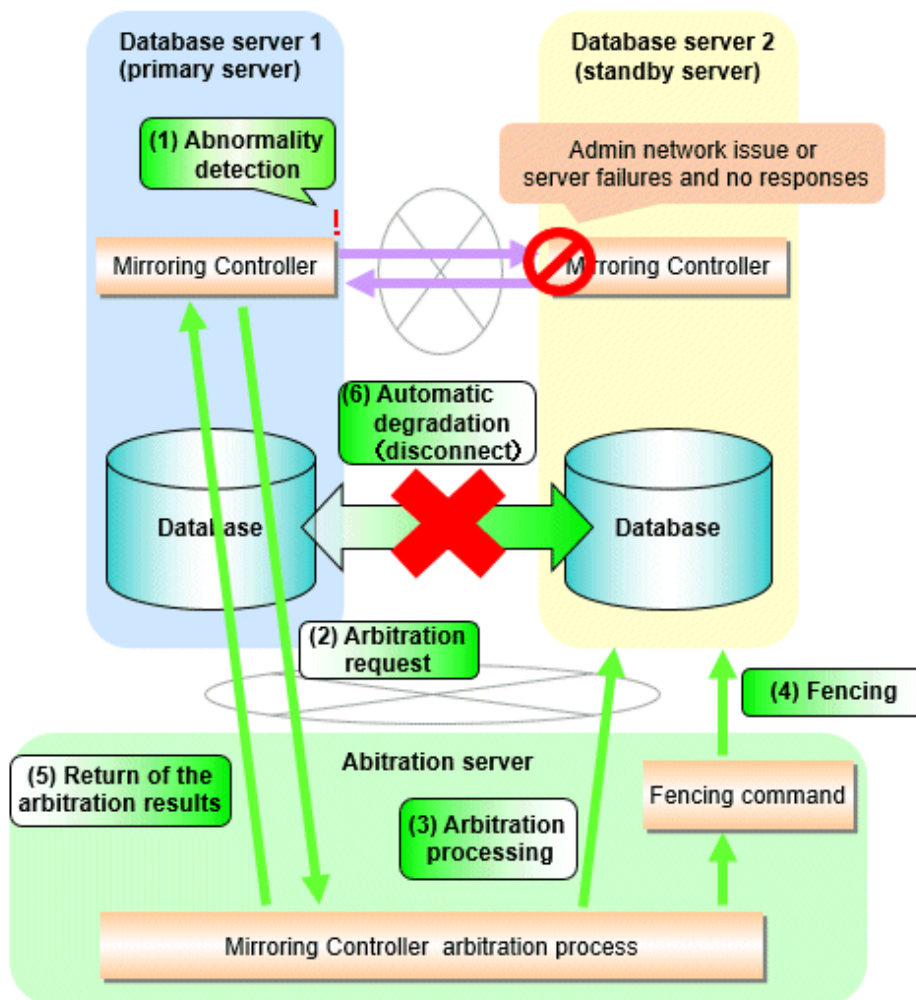 Database server 1
(primary server)
Database server 2
(standby server)
(1) Abnormality
detection
Admin network issue or
server failures and no responses
!
Mirroring Controller
Mirroring Controller
(6) Automatic
degradation
(disconnect)
Database
Database
(2) Arbitration
request
(4) Fencing
Abitration server
(5) Return of the
arbitration results
Fencing command
(3) Arbitration
processing
Mirroring Controller arbitration process